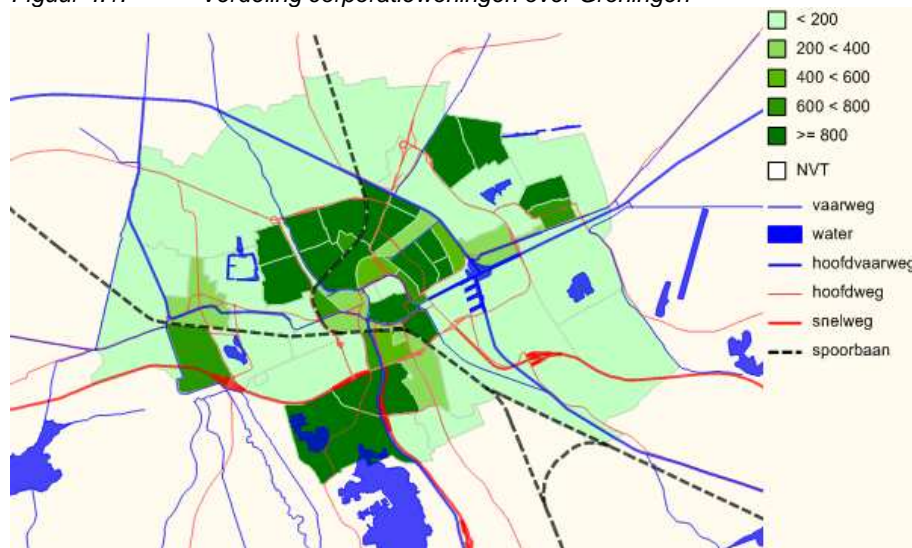 Verdeling corporatiewoningen over Groningen
< 200
200 < 400
400 < 600
600 < 800
>= 800
NVT
vaarweg
water
hoofdvaarweg
hoofdweg
snelweg
spoorbaan